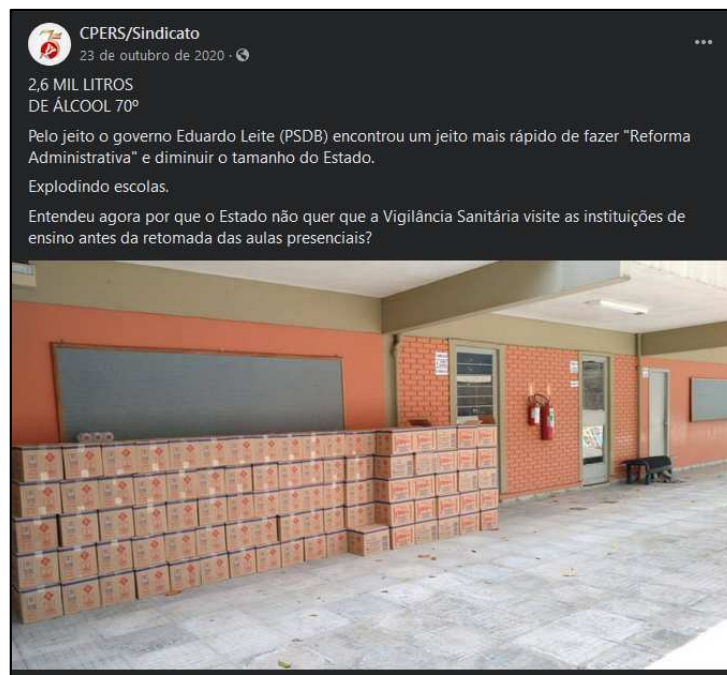 CPERS/Sindicato
23 de outubro de 2020 ·
2,6 MIL LITROS
DE ÁLCOOL 70º
Pelo jeito o governo Eduardo Leite (PSDB) encontrou um jeito mais rápido de fazer "Reforma
Administrativa" e diminuir o tamanho do Estado.
Explodindo escolas.
Entendeu agora por que o Estado não quer que a Vigilância Sanitária visite as instituições de
ensino antes da retomada das aulas presenciais?